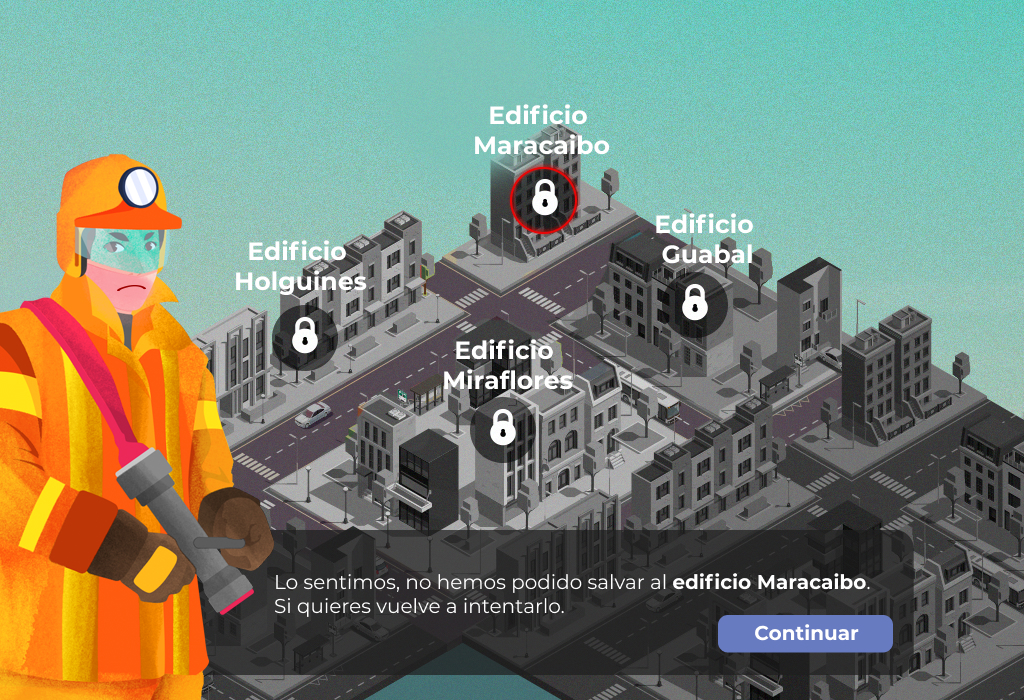 Edificio
Maracaibo
Edificio
Guabal
Edificio
Holguines
Edificio
Miraflores
Lo sentimos, no hemos podido salvar al edificio Maracaibo.
Si quieres vuelve a intentarlo.
Continuar